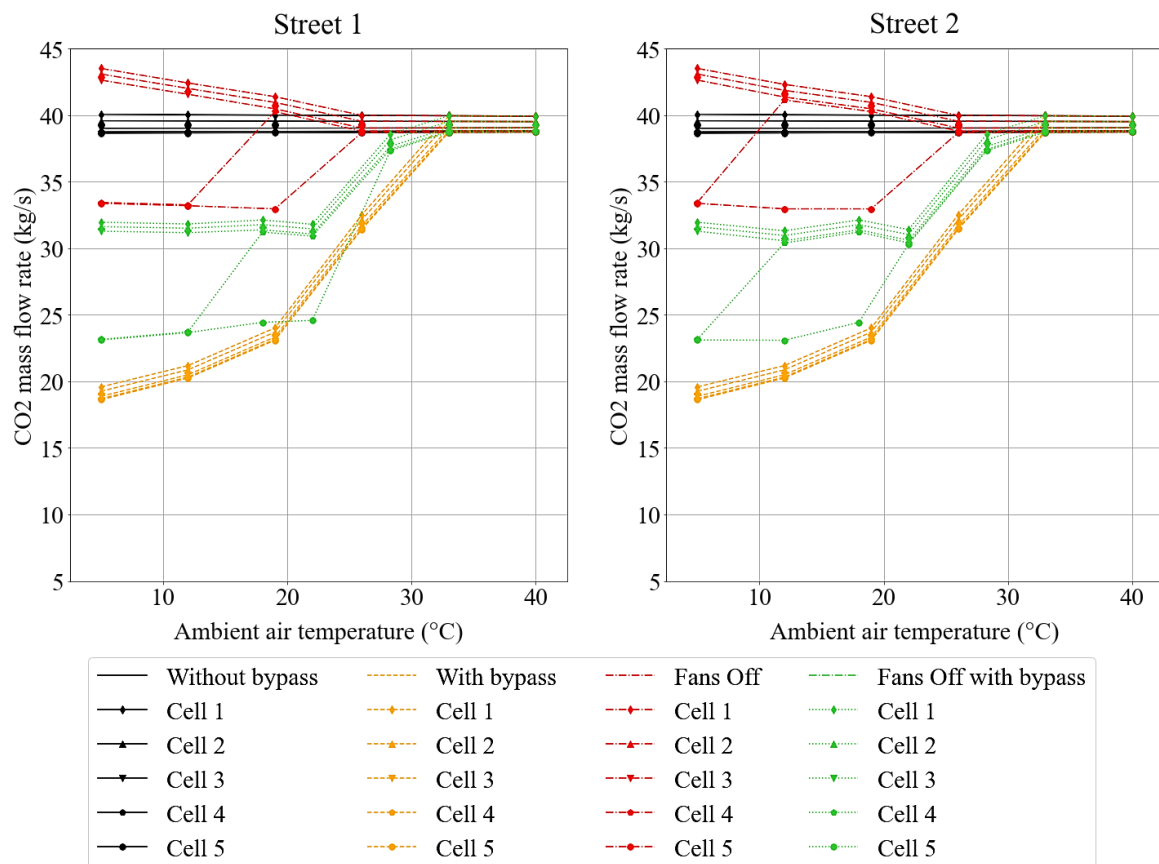 Street 1
Street 2
CO2 mass flow rate (kg/s)
45
40
35
30
25
20
15
10
5
10
20
30
40
Ambient air temperature (°C)
CO2 mass flow rate (kg/s)
45
40
35
30
25
20
15
10
5
10
20
30
40
Ambient air temperature (°C)
Without bypass
Cell 1
Cell 2
Cell 3
Cell 4
Cell 5
With bypass
Cell 1
Cell 2
Cell 3
Cell 4
Cell 5
Fans Off
Cell 1
Cell 2
Cell 3
Cell 4
Cell 5
Fans Off with bypass
Cell 1
Cell 2
Cell 3
Cell 4
Cell 5